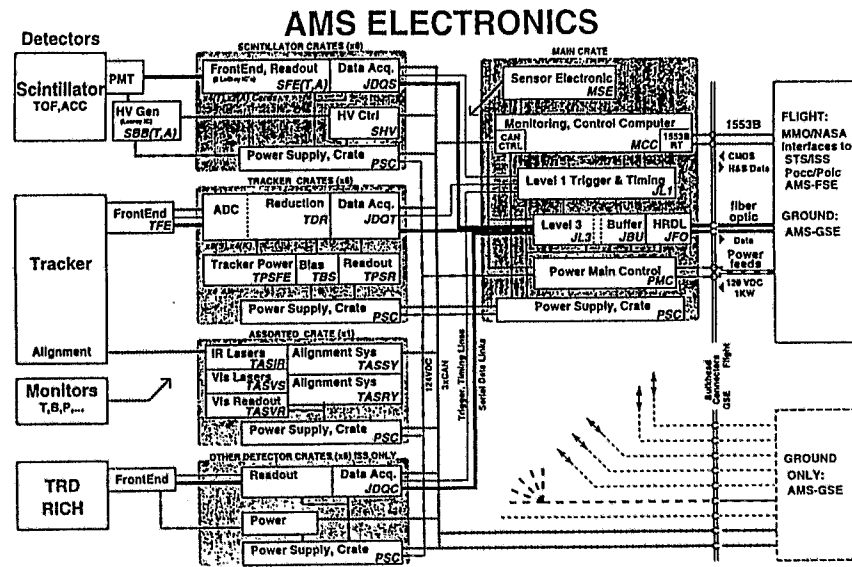 AMS ELECTRONICS
Detectors
Scintillator
TOF,ACC
PMT
HV Gen
(Leoroy IC)
SBB(T,A)
SCINTILLATOR CRATES (x8)
FrontEnd, Readout
SFE(T,A)
Data Acq.
JDQS
HV Ctrl
SHV
Power Supply, Crate
PSC
Tracker
Alignment
FrontEnd
TFE
TRACKER CRATES (x8)
ADC
Reduction
TDR
Data Acq.
JDQT
Tracker Power
TPSFE
Bias
TBS
Readout
TPSR
Power Supply, Crate
PSC
Monitors
T,B,P,...
ASSORTED CRATE (x1)
IR Lasers
TASIR
Alignment Sys
TASSY
Vis Lasers
TASVS
Alignment Sys
TASRY
Vis Readout
TASVR
Power Supply, Crate
PSC
TRD
RICH
FrontEnd
OTHER DETECTOR CRATES (x8) ISS ONLY
Readout
Data Acq.
JDQC
Power
Power Supply, Crate
PSC
124VDC
2xCAN
Trigger, Timing Lines
Serial Data Links
MAIN CRATE
Sensor Electronic
MSE
Monitoring, Control Computer
CAN
CTRL
MCC
1553B
RT
Level 1 Trigger & Timing
JL1
Level 3
JL3
Buffer
JBU
HRDL
JFO
Power Main Control
PMC
Power Supply, Crate
PSC
1553B
CMDS
H&S Data
fiber
optic
Data
Power
feeds
120 VDC
1KW
Bulkhead
Connectors
Flight
GSE
FLIGHT:
MMO/NASA
Interfaces to
STS/ISS
Pocc/Poic
AMS-FSE
GROUND:
AMS-GSE
GROUND
ONLY:
AMS-GSE